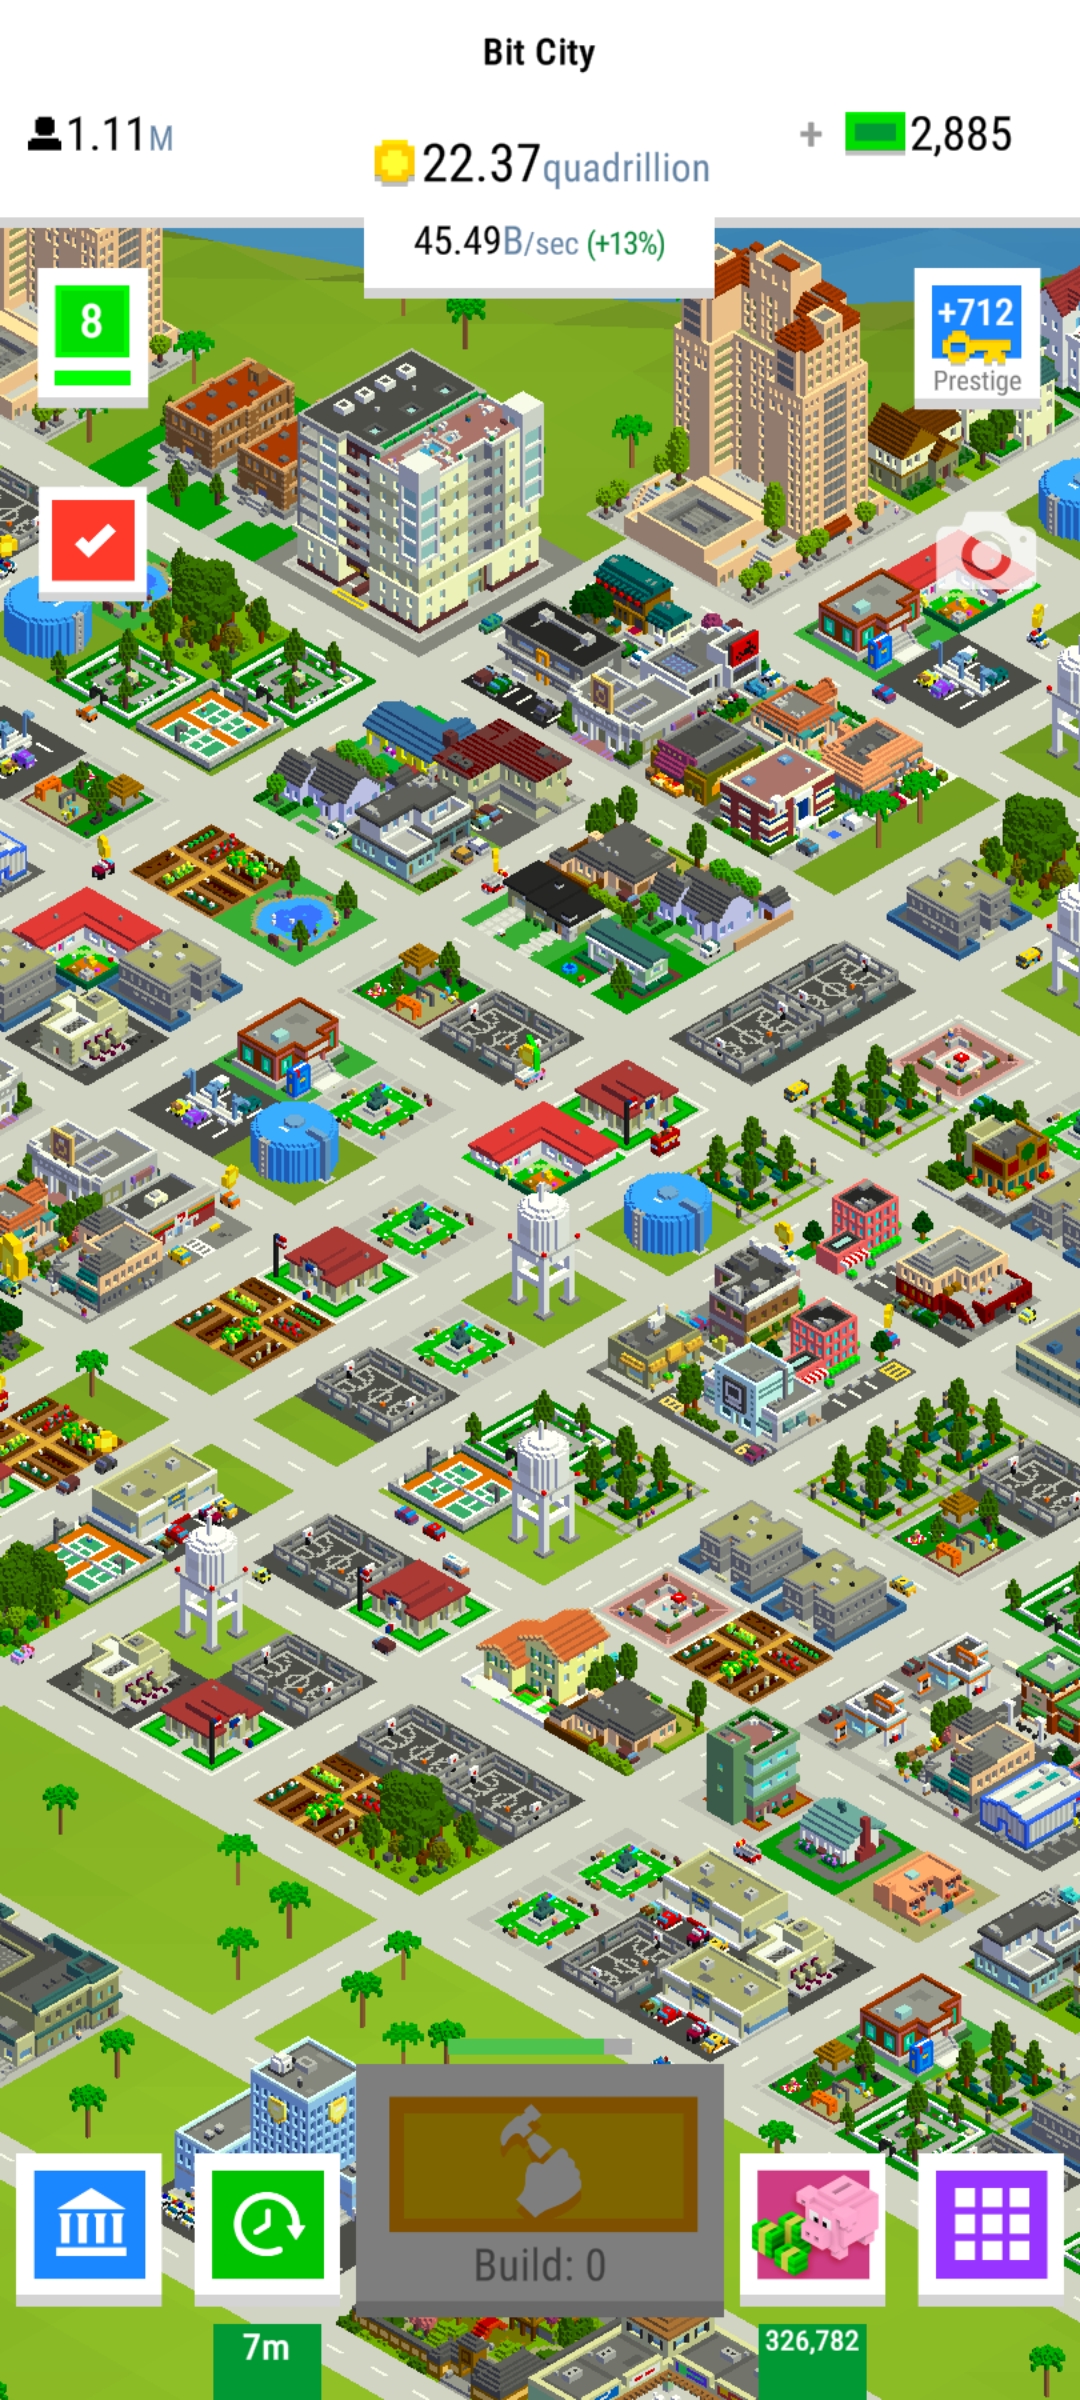 Bit City
1.11M
22.37quadrillion
+ 2,885
45.49B/sec (+13%)
8
+712
Prestige
Build: 0
7m
326,782